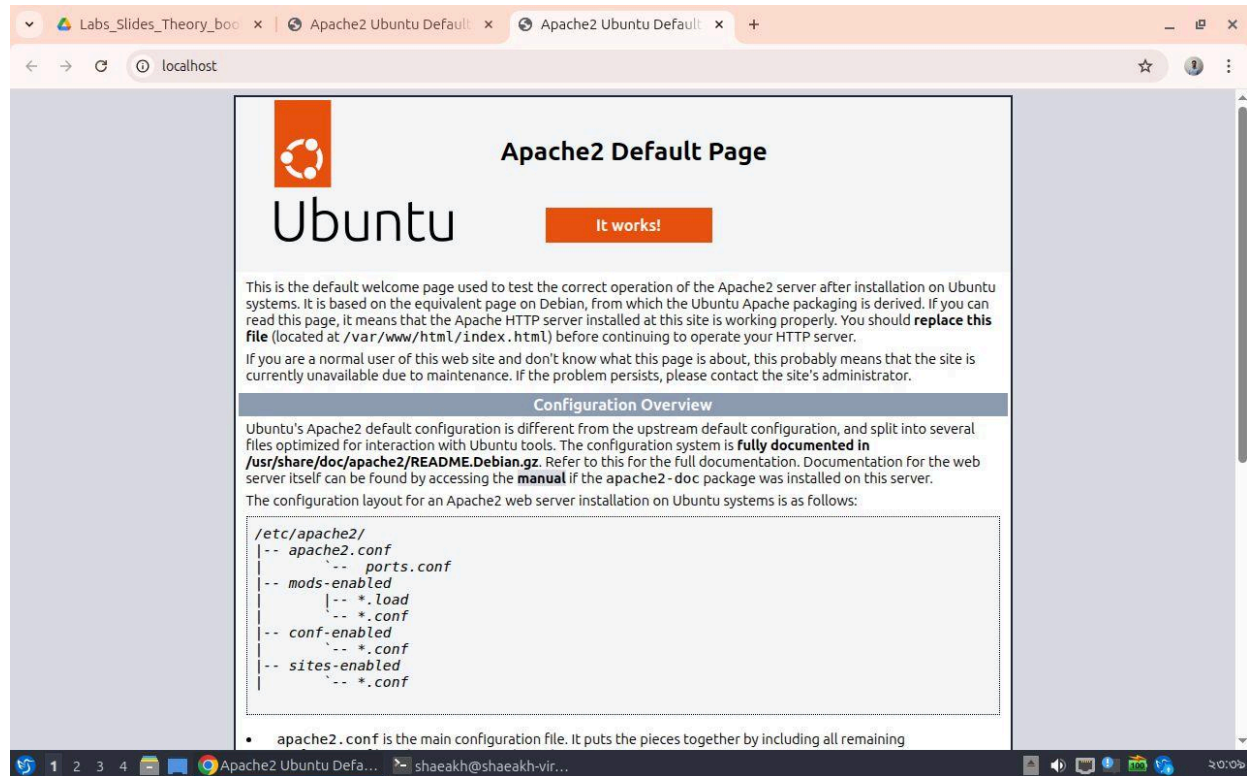 Labs_Slides_Theory_boo
Apache2 Ubuntu Default
Apache2 Ubuntu Default
localhost
Apache2 Default Page
Ubuntu
It works!
This is the default welcome page used to test the correct operation of the Apache2 server after installation on Ubuntu
systems. It is based on the equivalent page on Debian, from which the Ubuntu Apache packaging is derived. If you can
read this page, it means that the Apache HTTP server installed at this site is working properly. You should replace this
file (located at /var/www/html/index.html) before continuing to operate your HTTP server.
If you are a normal user of this web site and don't know what this page is about, this probably means that the site is
currently unavailable due to maintenance. If the problem persists, please contact the site's administrator.
Configuration Overview
Ubuntu's Apache2 default configuration is different from the upstream default configuration, and split into several
files optimized for interaction with Ubuntu tools. The configuration system is fully documented in
/usr/share/doc/apache2/README.Debian.gz. Refer to this for the full documentation. Documentation for the web
server itself can be found by accessing the manual if the apache2-doc package was installed on this server.
The configuration layout for an Apache2 web server installation on Ubuntu systems is as follows:
/etc/apache2/
|-- apache2.conf
|       `--  ports.conf
|-- mods-enabled
|       |-- *.load
|       `-- *.conf
|-- conf-enabled
|       `-- *.conf
|-- sites-enabled
|       `-- *.conf
• apache2.conf is the main configuration file. It puts the pieces together by including all remaining
1 2 3 4 Apache2 Ubuntu Defa... shaeakh@shaeakh-vir... 100